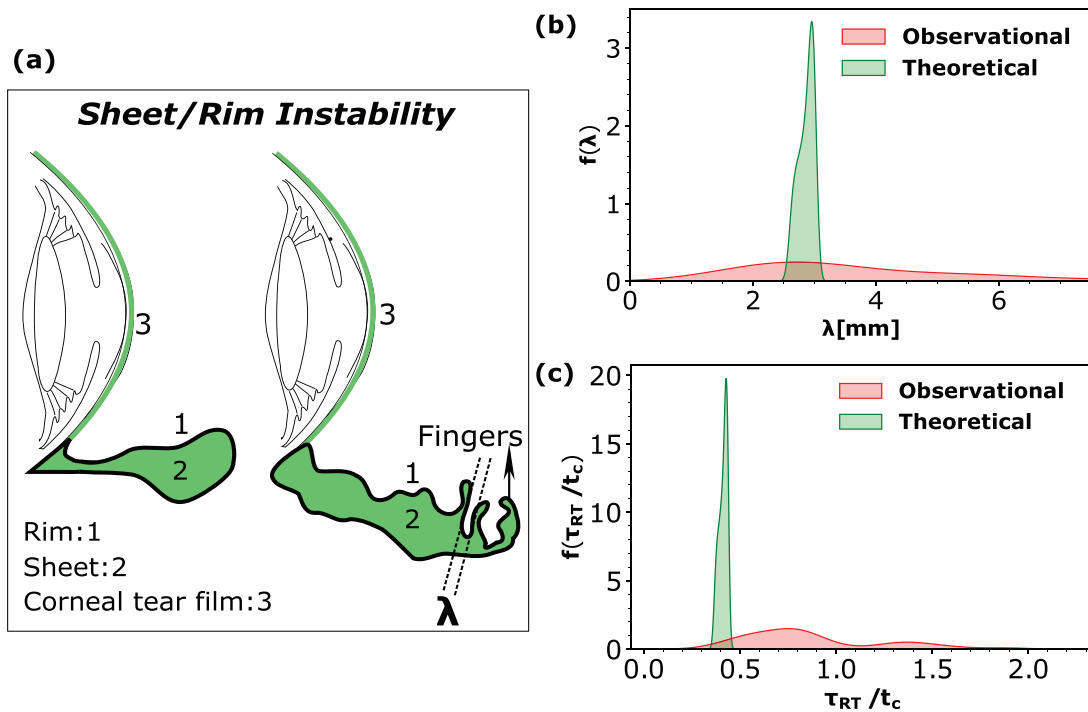 (a)
Sheet/Rim Instability
3
3
1
2
Fingers
1
2
Rim:1
Sheet:2
Corneal tear film:3
λ
(b)
Observational
Theoretical
f(λ)
3
2
1
0
0 2 4 6
λ[mm]
(c)
Observational
Theoretical
f(τRT /tc)
20
15
10
5
0
0.0 0.5 1.0 1.5 2.0
τRT /tc